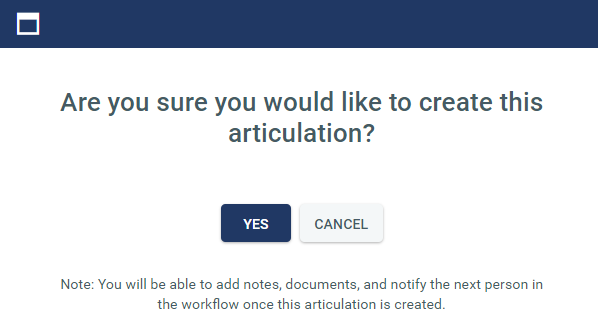 Are you sure you would like to create this
articulation?
YES
CANCEL
Note: You will be able to add notes, documents, and notify the next person in
the workflow once this articulation is created.